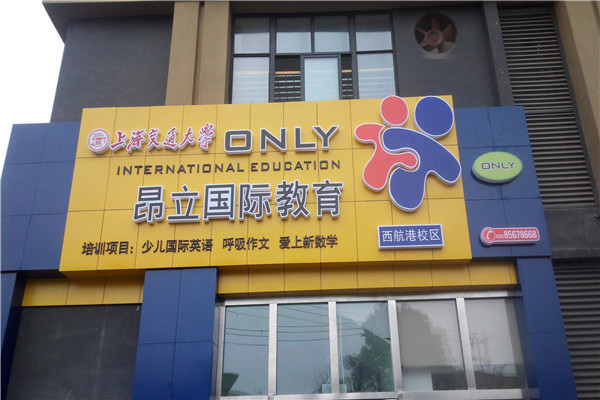 上海交通大学 ONLY
INTERNATIONAL EDUCATION
昂立国际教育
培训项目：少儿国际英语 呼吸作文 爱上新数学
西航港校区
ONLY
85678668